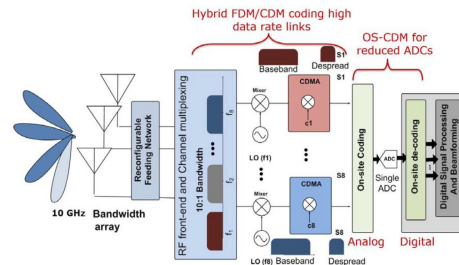 Hybrid FDM/CDM coding high
data rate links
OS-CDM for
reduced ADCs
S1
Baseband
Despread
S1
Reconfigurable
Feeding Network
RF front-end and Channel multiplexing
10:1 Bandwidth
f8
f2
f1
Mixer
CDMA
c1
LO (f1)
S8
Mixer
CDMA
c8
S8
LO (f8)
Baseband
Despread
On-site Coding
ADC
Single
ADC
On-site de-coding
Digital Signal Processing
And Beamforming
Analog
Digital
10 GHz
Bandwidth
array